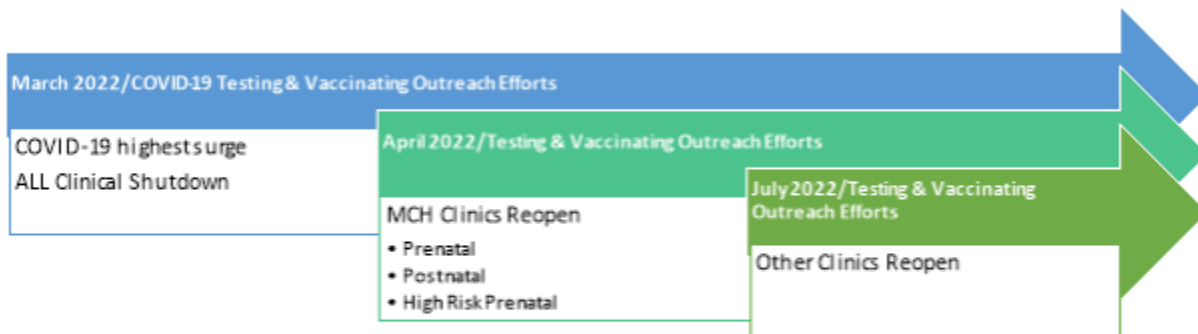 March 2022/COVID-19 Testing & Vaccinating Outreach Efforts
COVID-19 highest surge
ALL Clinical Shutdown
April 2022/Testing & Vaccinating Outreach Efforts
MCH Clinics Reopen
• Prenatal
• Postnatal
• High Risk Prenatal
July 2022/Testing & Vaccinating
Outreach Efforts
Other Clinics Reopen